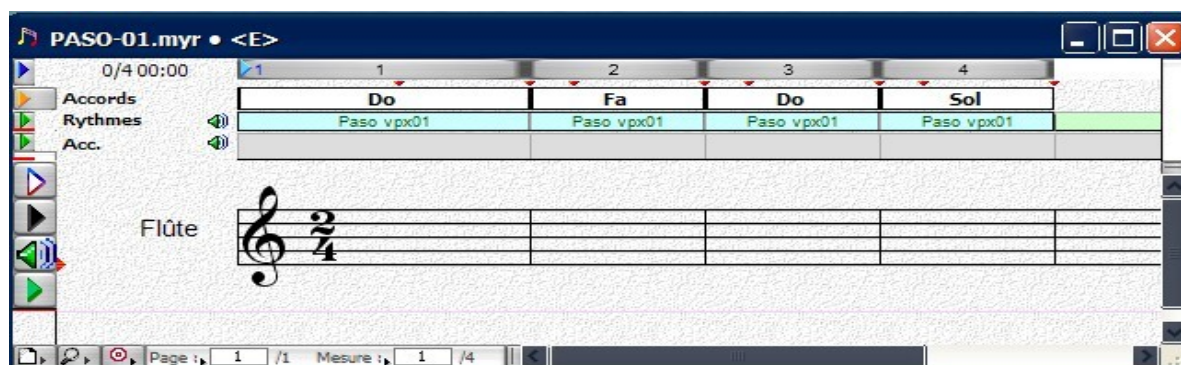 PASO-01.myr • <E>
0/4 00:00 1 1 2 3 4
Accords Do Fa Do Sol
Rythmes Paso vpx01 Paso vpx01 Paso vpx01 Paso vpx01
Acc.
Flûte 2 4
Page : 1 /1 Mesure : 1 /4